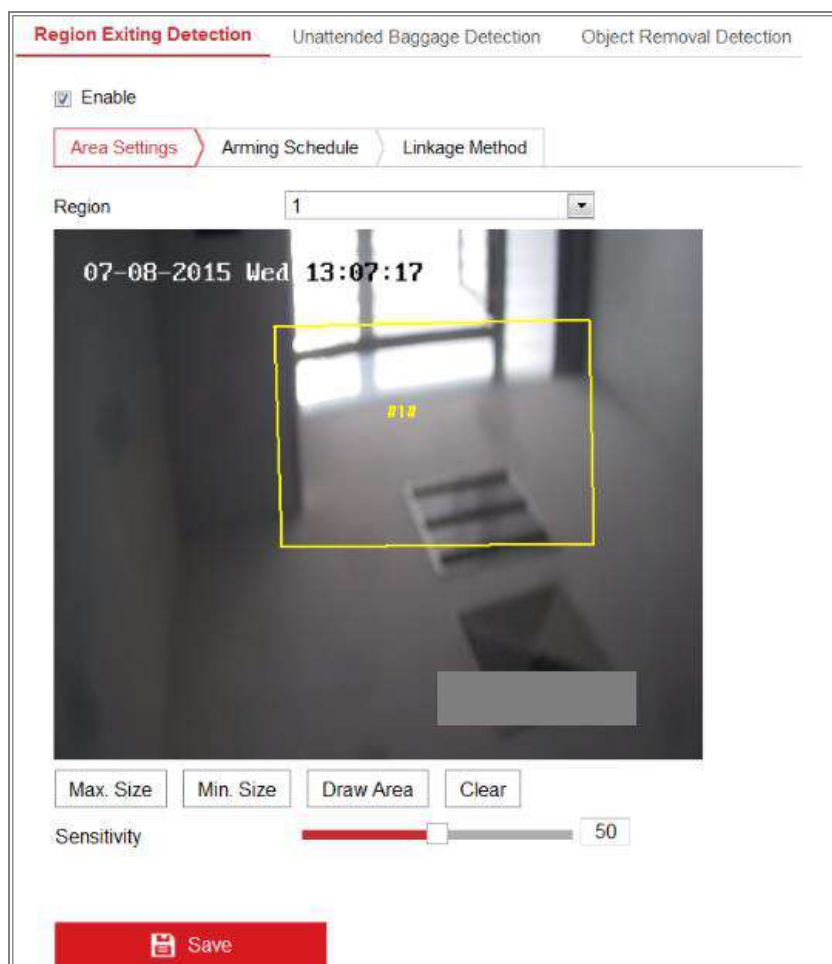 Region Exiting Detection Unattended Baggage Detection Object Removal Detection
Enable
Area Settings Arming Schedule Linkage Method
Region 1
07-08-2015 Wed 13:07:17
#1#
Max. Size Min. Size Draw Area Clear
Sensitivity 50
Save